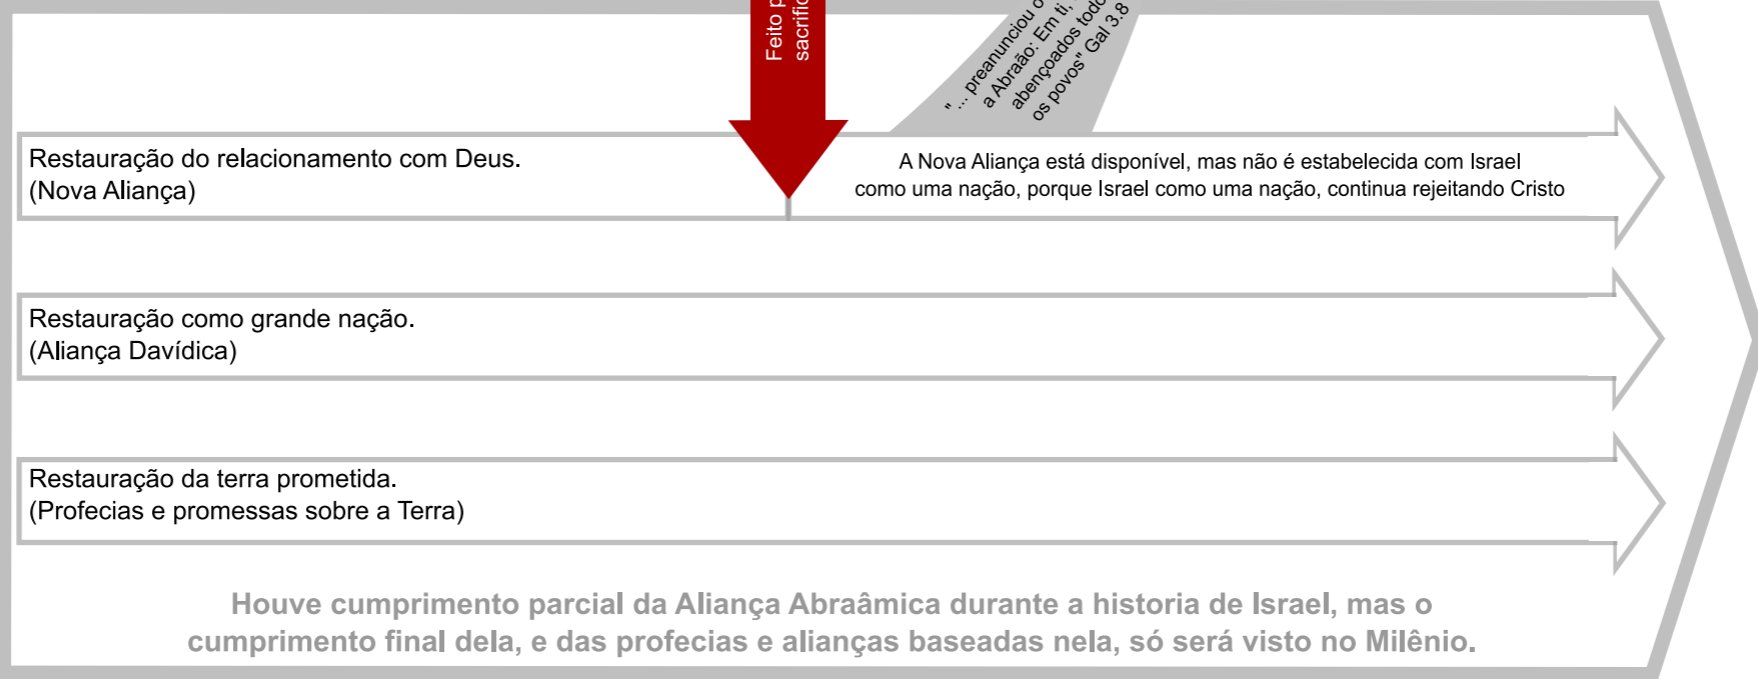 Feito
sacrific
"... preanunciou o
a Abraão: Em ti,
abençoados todo
os povos" Gal 3.8
Restauração do relacionamento com Deus.
(Nova Aliança)
A Nova Aliança está disponível, mas não é estabelecida com Israel
como uma nação, porque Israel como uma nação, continua rejeitando Cristo
Restauração como grande nação.
(Aliança Davídica)
Restauração da terra prometida.
(Profecias e promessas sobre a Terra)
Houve cumprimento parcial da Aliança Abraâmica durante a historia de Israel, mas o
cumprimento final dela, e das profecias e alianças baseadas nela, só será visto no Milênio.